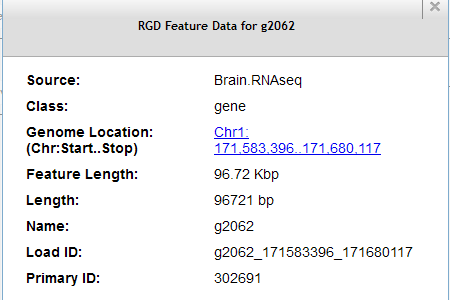 RGD Feature Data for g2062
Source: Brain.RNAseq
Class: gene
Genome Location: Chr1:
(Chr:Start..Stop) 171,583,396..171,680,117
Feature Length: 96.72 Kbp
Length: 96721 bp
Name: g2062
Load ID: g2062_171583396_171680117
Primary ID: 302691